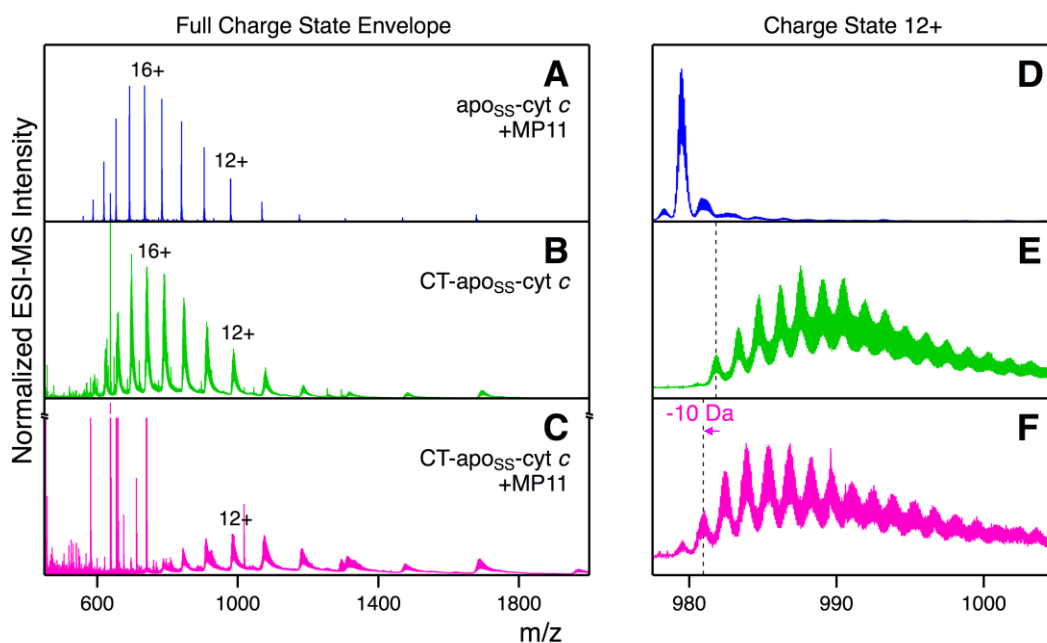 Full Charge State Envelope
Charge State 12+
Normalized ESI-MS Intensity
A
16+
apoSS-cyt c
+MP11
12+
D
B
16+
CT-apoSS-cyt c
12+
E
C
CT-apoSS-cyt c
+MP11
12+
-10 Da
F
600
1000
1400
1800
980
990
1000
m/z